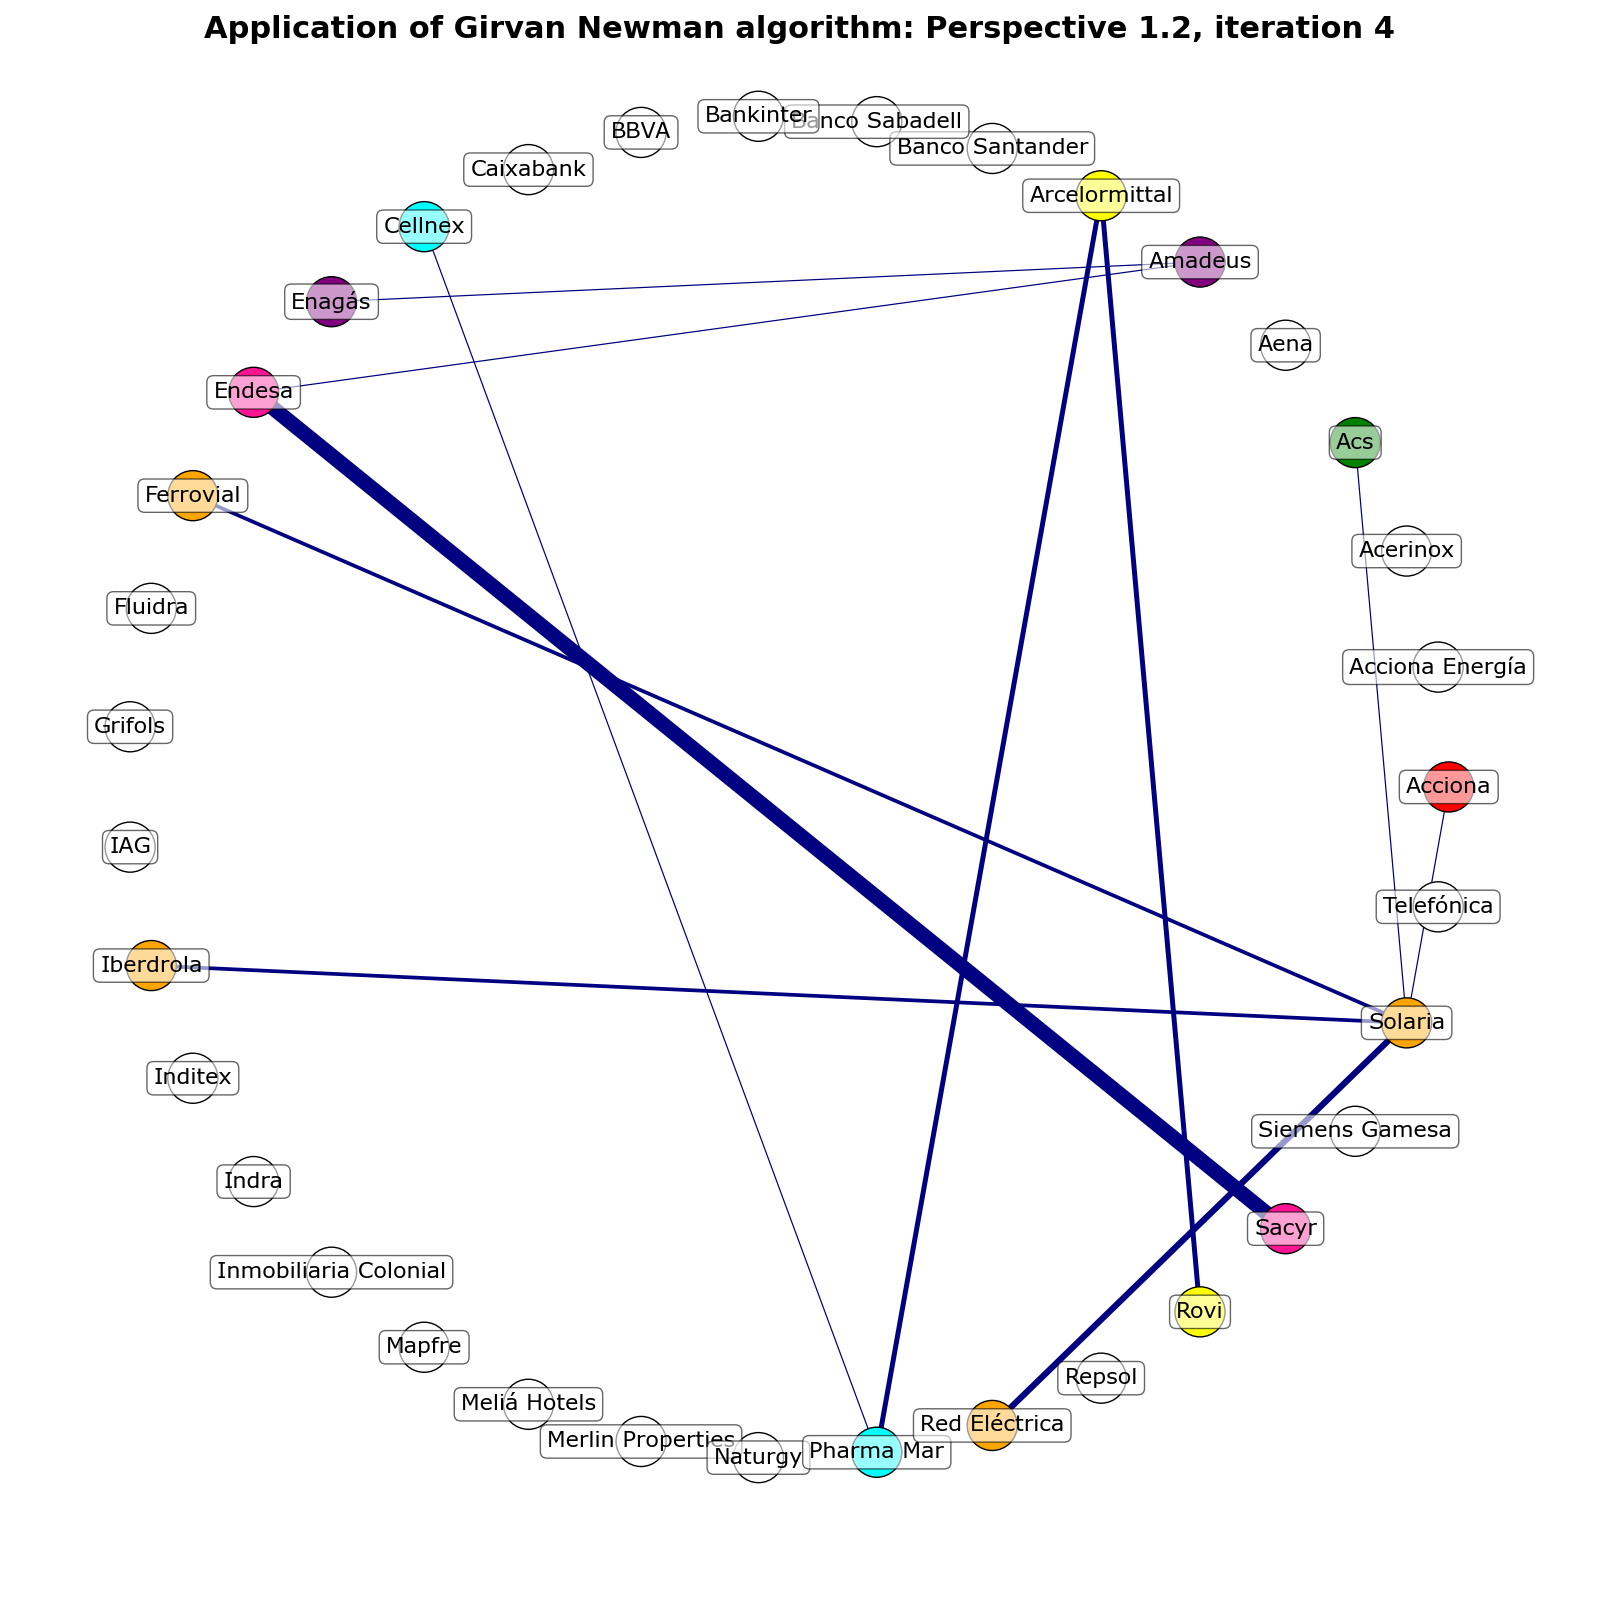 Application of Girvan Newman algorithm: Perspective 1.2, iteration 4
Bankinter
Banco Sabadell
BBVA
Banco Santander
Caixabank
Arcelormittal
Cellnex
Amadeus
Enagás
Aena
Endesa
Acs
Ferrovial
Acerinox
Fluidra
Acciona Energía
Grifols
Acciona
IAG
Telefónica
Iberdrola
Solaria
Inditex
Siemens Gamesa
Indra
Sacyr
Inmobiliaria Colonial
Rovi
Mapfre
Repsol
Meliá Hotels
Red Eléctrica
Merlin Properties
Pharma Mar
Naturgy